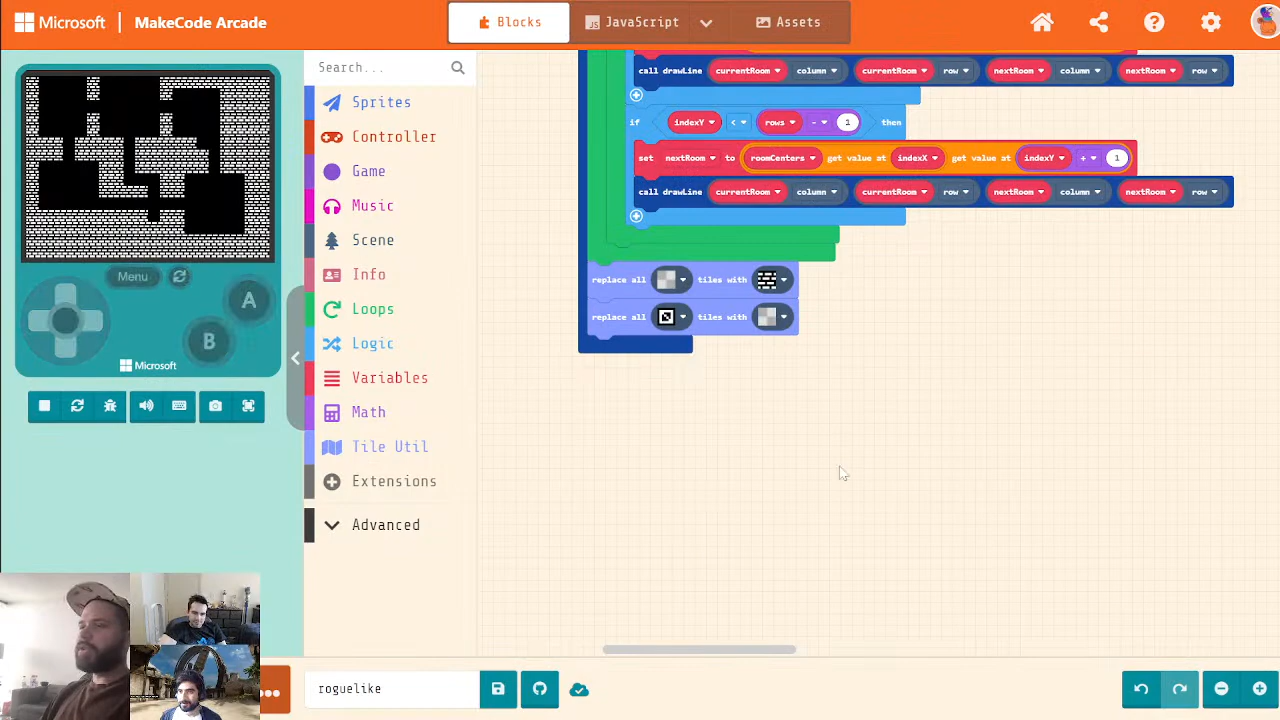 Microsoft | MakeCode Arcade
Blocks
JavaScript
Assets
Search...
Sprites
Controller
Game
Music
Scene
Info
Loops
Logic
Variables
Math
Tile Util
Extensions
Advanced
Menu
A
B
Microsoft
call drawLine currentRoom column currentRoom row nextRoom column nextRoom row
if indexY < rows - 1 then
set nextRoom to roomCenters get value at indexX get value at indexY + 1
call drawLine currentRoom column currentRoom row nextRoom column nextRoom row
replace all tiles with
replace all tiles with
roguelike